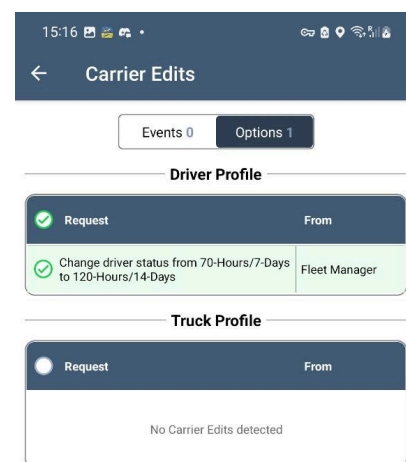 15:16
Carrier Edits
Events 0 Options 1
Driver Profile
Request From
Change driver status from 70-Hours/7-Days
to 120-Hours/14-Days
Fleet Manager
Truck Profile
Request From
No Carrier Edits detected